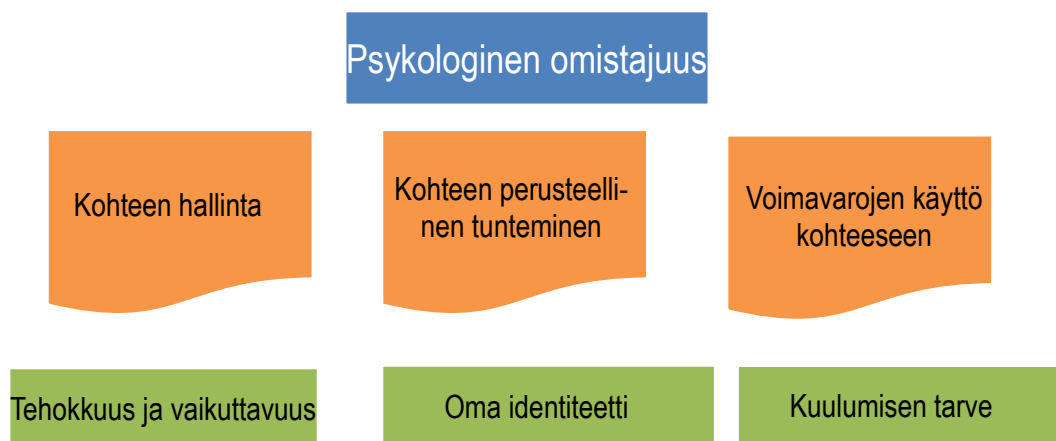 Psykologinen omistajuus
Kohteen hallinta
Kohteen perusteelli-
nen tunteminen
Voimavarojen käyttö
kohteeseen
Tehokkuus ja vaikuttavuus
Oma identiteetti
Kuulumisen tarve